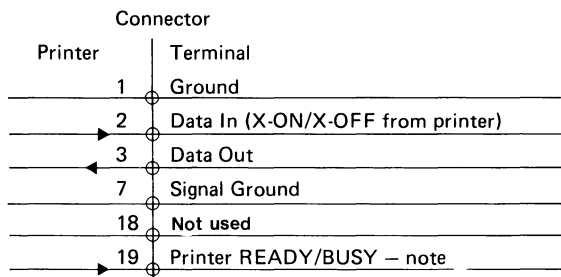 Connector
Printer Terminal
1 Ground
2 Data In (X-ON/X-OFF from printer)
3 Data Out
7 Signal Ground
18 Not used
19 Printer READY/BUSY — note